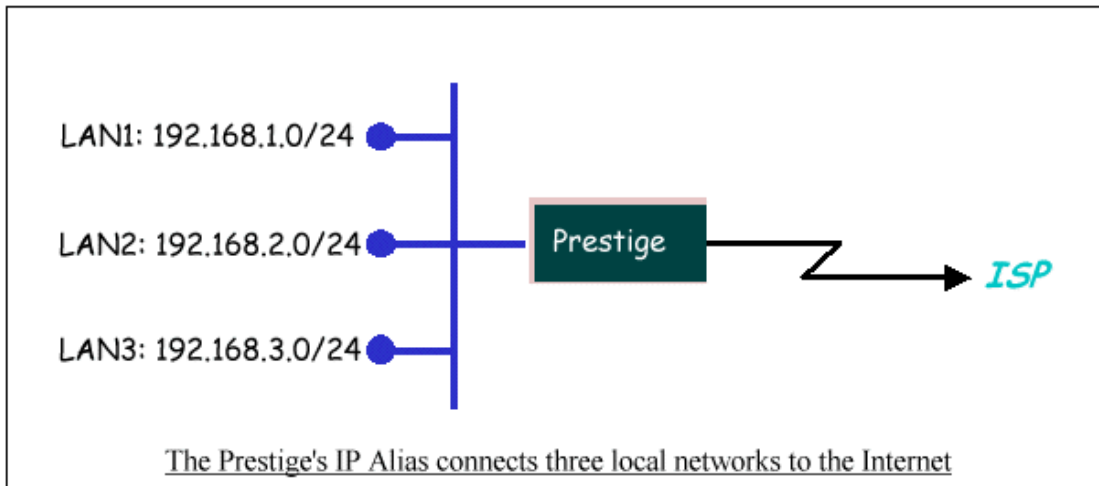 LAN1: 192.168.1.0/24
LAN2: 192.168.2.0/24
LAN3: 192.168.3.0/24
Prestige
ISP
The Prestige's IP Alias connects three local networks to the Internet